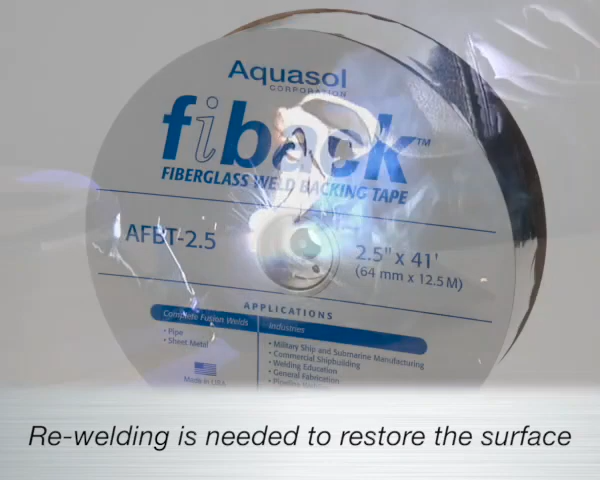 Aquasol
CORPORATION
fiback™
FIBERGLASS WELD BACKING TAPE
AFBT-2.5
2.5" x 41'
(64 mm x 12.5M)
APPLICATIONS
Complete Fusion Welds
Industries
• Pipe
• Sheet Metal
• Military Ship and Submarine Manufacturing
• Commercial Shipbuilding
• Welding Education
• General Fabrication
Made in USA
Re-welding is needed to restore the surface